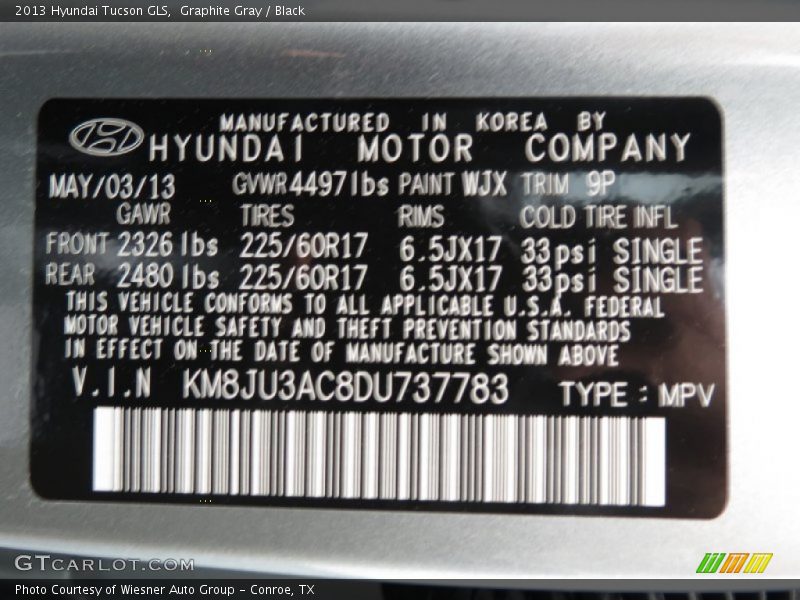 2013 Hyundai Tucson GLS,  Graphite Gray / Black
MANUFACTURED IN KOREA BY
HYUNDAI MOTOR COMPANY
MAY/03/13 GVWR 4497lbs PAINT WJX TRIM 9P
GAWR TIRES RIMS COLD TIRE INFL
FRONT 2326 lbs 225/60R17 6.5JX17 33psi SINGLE
REAR 2480 lbs 225/60R17 6.5JX17 33psi SINGLE
THIS VEHICLE CONFORMS TO ALL APPLICABLE U.S.A. FEDERAL
MOTOR VEHICLE SAFETY AND THEFT PREVENTION STANDARDS
IN EFFECT ON THE DATE OF MANUFACTURE SHOWN ABOVE
V.I.N KM8JU3AC8DU737783 TYPE : MPV
GTCARLOT.COM
Photo Courtesy of Wiesner Auto Group - Conroe, TX